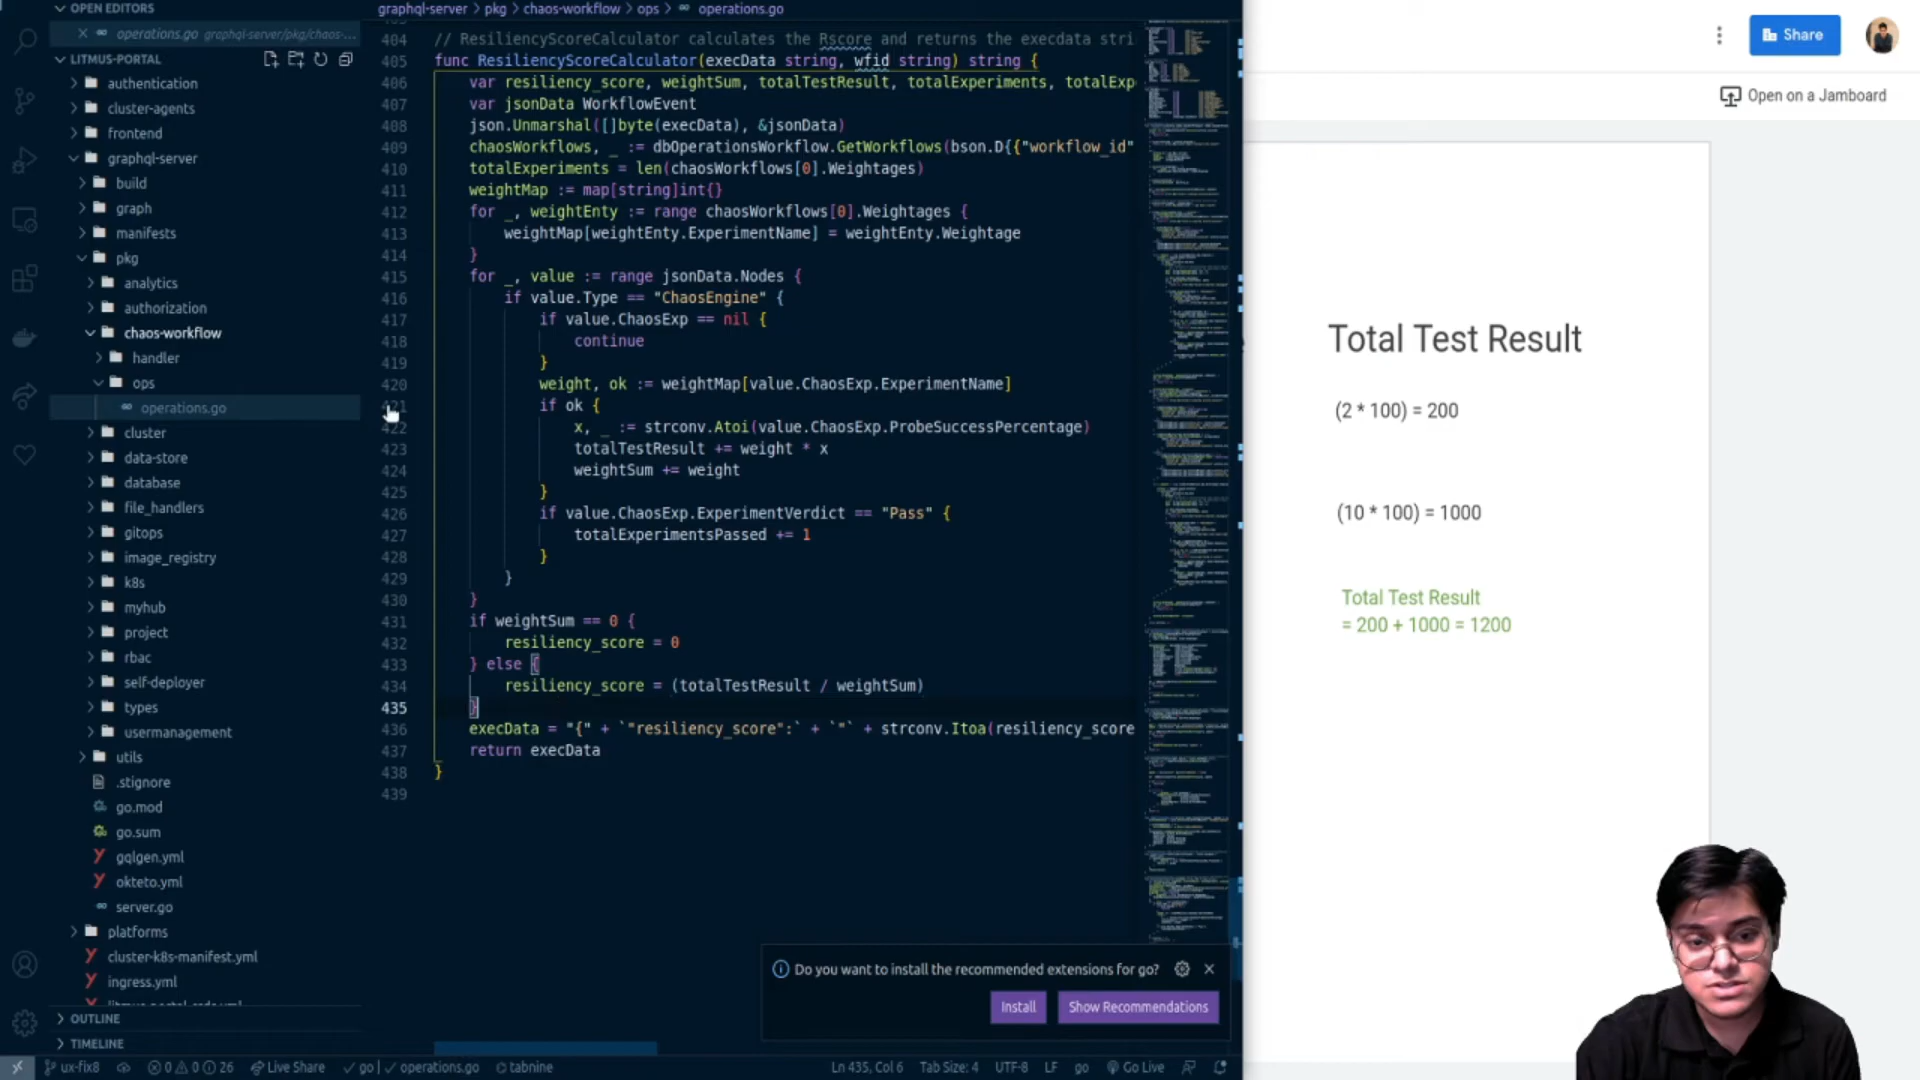 OPEN EDITORS
operations.go graphql-server/pkg/chaos-...
LITMUS-PORTAL
authentication
cluster-agents
frontend
graphql-server
build
graph
manifests
pkg
analytics
authorization
chaos-workflow
handler
ops
operations.go
cluster
data-store
database
file_handlers
gitops
image_registry
k8s
myhub
project
rbac
self-deployer
types
usermanagement
utils
.stignore
go.mod
go.sum
gqlgen.yml
okteto.yml
server.go
platforms
cluster-k8s-manifest.yml
ingress.yml
OUTLINE
TIMELINE
graphql-server > pkg > chaos-workflow > ops > operations.go
404 // ResiliencyScoreCalculator calculates the Rscore and returns the execdata stri
405 func ResiliencyScoreCalculator(execData string, wfid string) string {
406 var resiliency_score, weightSum, totalTestResult, totalExperiments, totalExp
407 var jsonData WorkflowEvent
408 json.Unmarshal([]byte(execData), &jsonData)
409 chaosWorkflows, _ := dbOperationsWorkflow.GetWorkflows(bson.D{{"workflow_id"
410 totalExperiments = len(chaosWorkflows[0].Weightages)
411 weightMap := map[string]int{}
412 for _, weightEnty := range chaosWorkflows[0].Weightages {
413 weightMap[weightEnty.ExperimentName] = weightEnty.Weightage
414 }
415 for _, value := range jsonData.Nodes {
416 if value.Type == "ChaosEngine" {
417 if value.ChaosExp == nil {
418 continue
419 }
420 weight, ok := weightMap[value.ChaosExp.ExperimentName]
421 if ok {
422 x, _ := strconv.Atoi(value.ChaosExp.ProbeSuccessPercentage)
423 totalTestResult += weight * x
424 weightSum += weight
425 }
426 if value.ChaosExp.ExperimentVerdict == "Pass" {
427 totalExperimentsPassed += 1
428 }
429 }
430 }
431 if weightSum == 0 {
432 resiliency_score = 0
433 } else {
434 resiliency_score = (totalTestResult / weightSum)
435 }
436 execData = "{" + `"resiliency_score":` + `"` + strconv.Itoa(resiliency_score
437 return execData
438 }
439
Do you want to install the recommended extensions for go?
Install
Show Recommendations
ux-fix8 0 0 26 Live Share go operations.go tabnine Ln 435, Col 6 Tab Size: 4 UTF-8 LF go Go Live
Share
Open on a Jamboard
Total Test Result
(2 * 100) = 200
(10 * 100) = 1000
Total Test Result
= 200 + 1000 = 1200